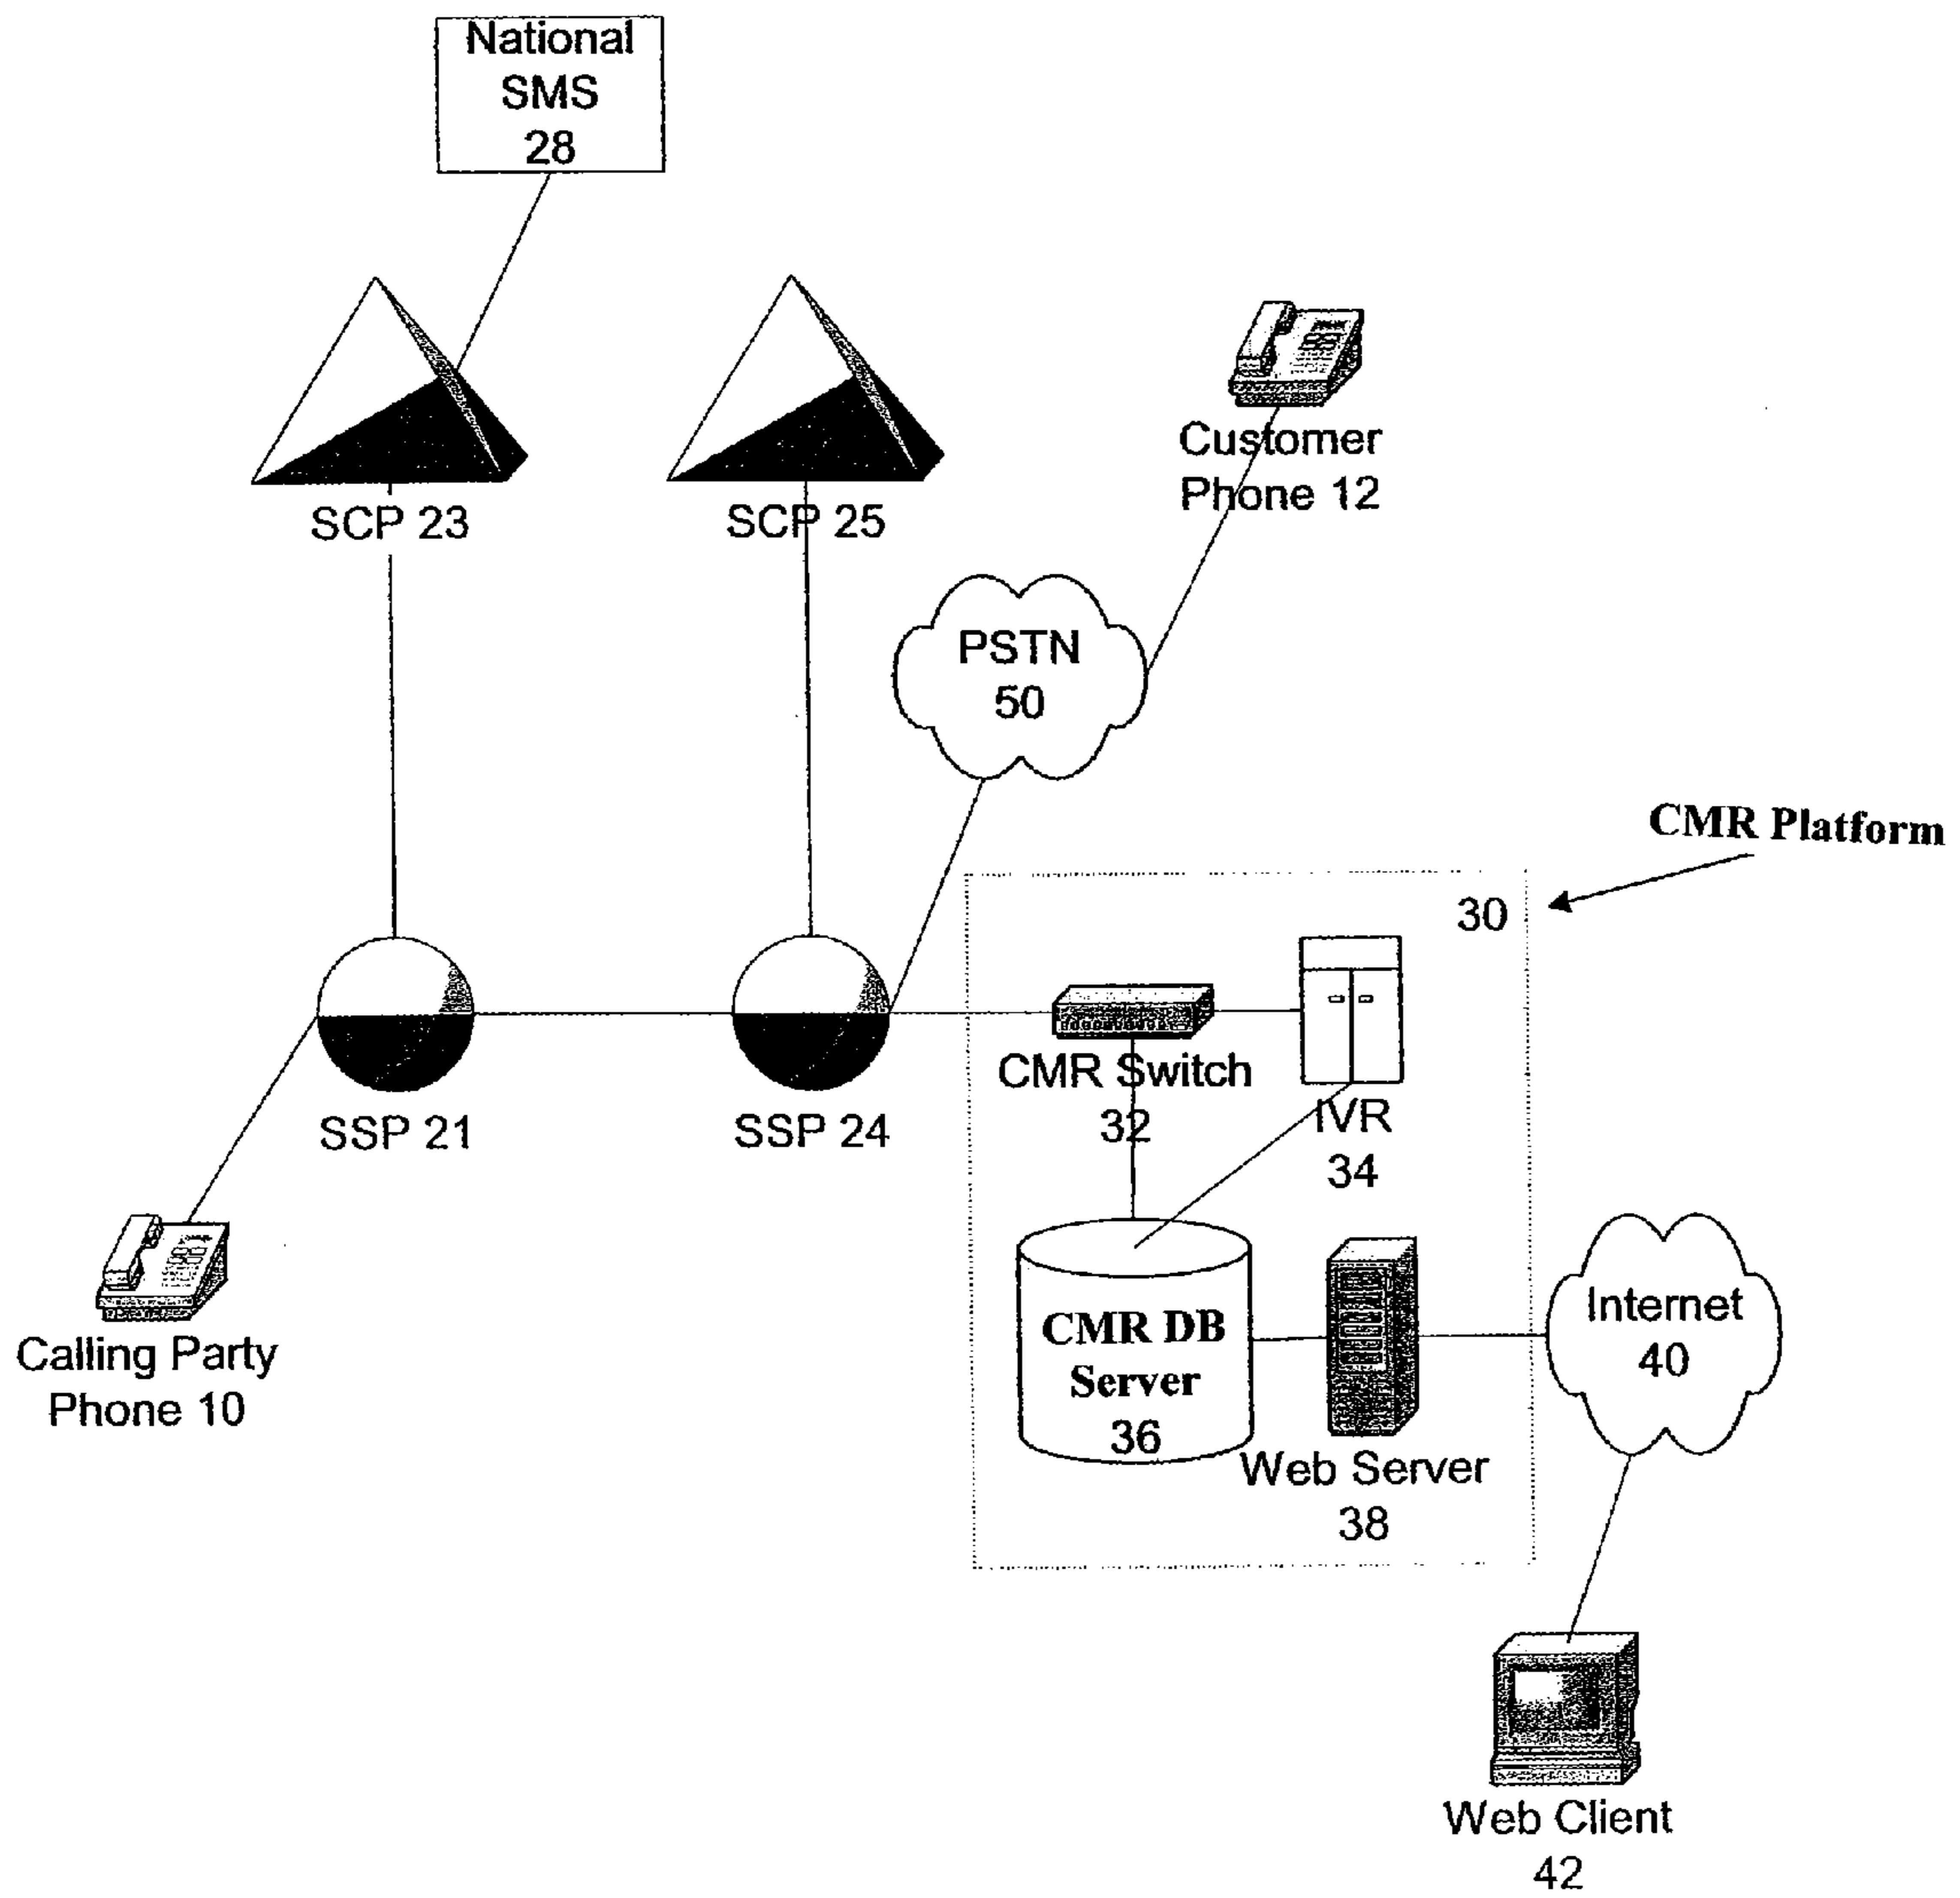 National
SMS
28
SCP 23
SCP 25
Customer
Phone 12
PSTN
50
CMR Platform
30
CMR Switch
32
IVR
34
SSP 21
SSP 24
Calling Party
Phone 10
CMR DB
Server
36
Web Server
38
Internet
40
Web Client
42